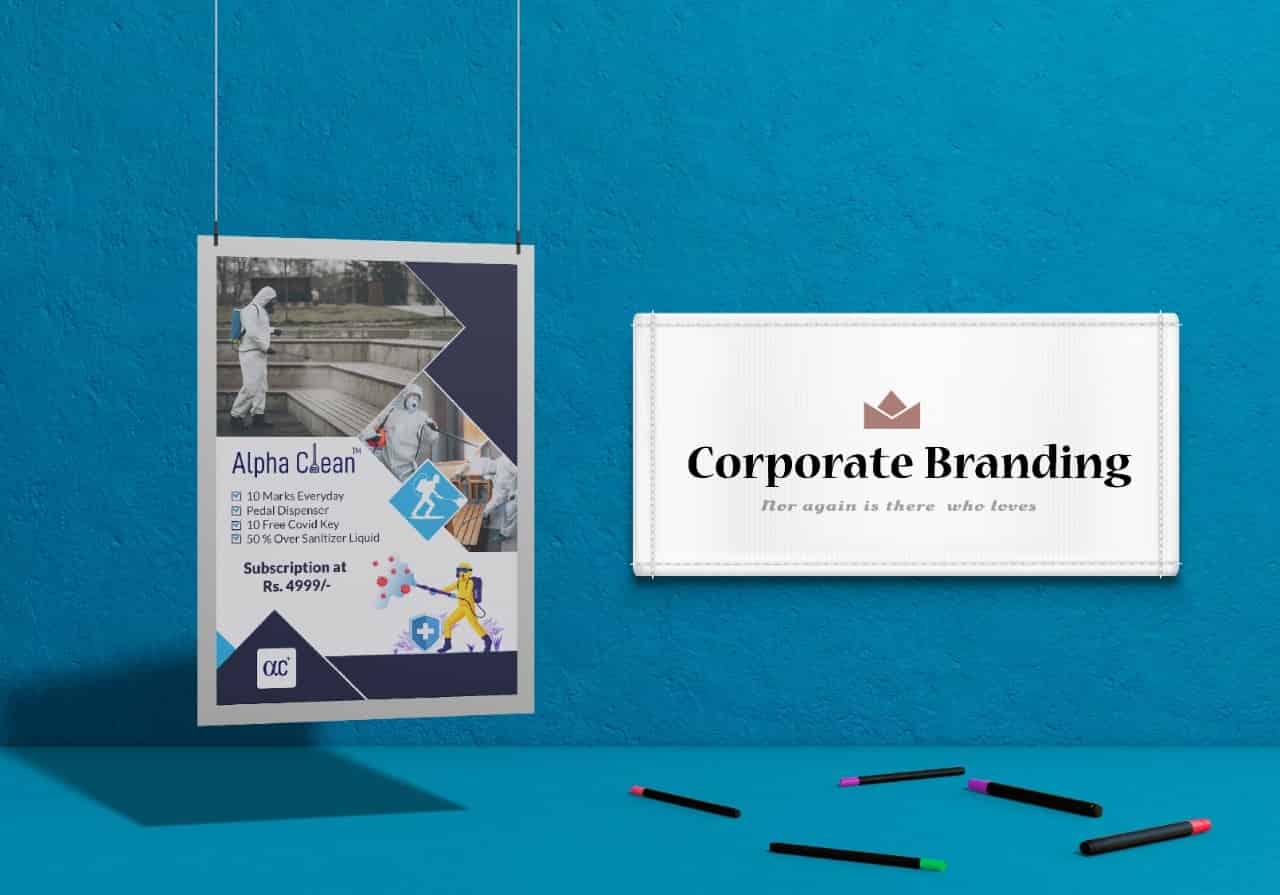 Alpha Clean™
10 Marks Everyday
Pedal Dispenser
10 Free Covid Key
50 % Over Sanitizer Liquid
Subscription at
Rs. 4999/-
αc+
Corporate Branding
Nor again is there who loves